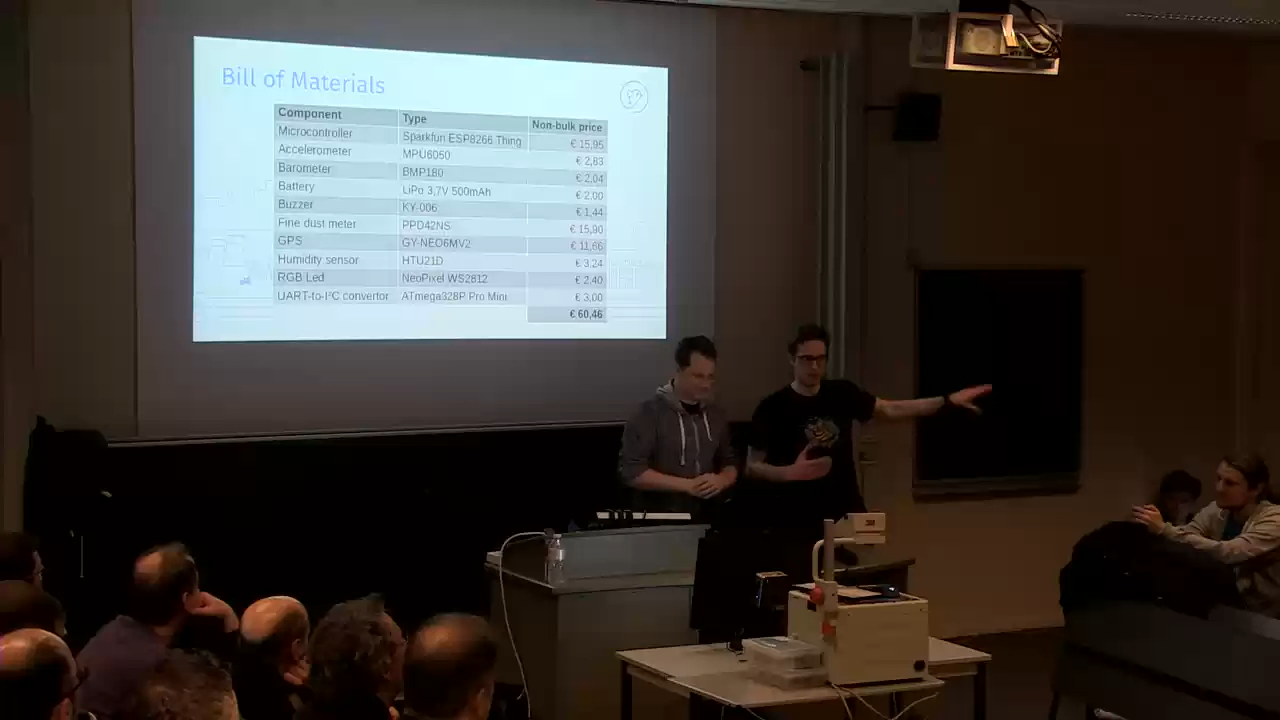 Bill of Materials
Component Type Non-bulk price
Microcontroller Sparkfun ESP8266 Thing € 15,95
Accelerometer MPU6050 € 2,83
Barometer BMP180 € 2,04
Battery LiPo 3,7V 500mAh € 2,00
Buzzer KY-006 € 1,44
Fine dust meter PPD42NS € 15,90
GPS GY-NEO6MV2 € 11,66
Humidity sensor HTU21D € 3,24
RGB Led NeoPixel WS2812 € 2,40
UART-to-I²C convertor ATmega328P Pro Mini € 3,00
€ 60,46
3M